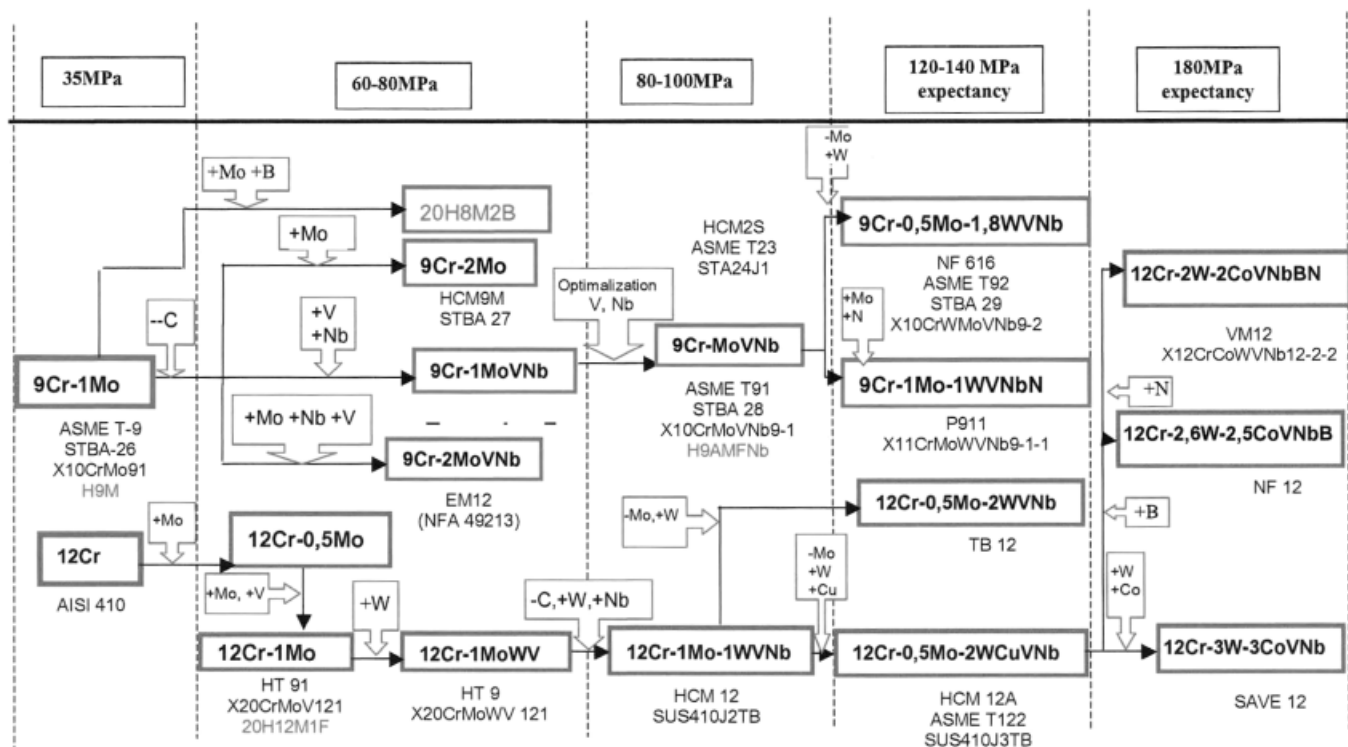 35MPa
60-80MPa
80-100MPa
120-140 MPa
expectancy
180MPa
expectancy
+Mo +B
20H8M2B
+Mo
9Cr-2Mo
HCM9M
STBA 27
--C
+V
+Nb
9Cr-1Mo
ASME T-9
STBA-26
X10CrMo91
H9M
9Cr-1MoVNb
+Mo +Nb +V
9Cr-2MoVNb
EM12
(NFA 49213)
12Cr
AISI 410
+Mo
12Cr-0,5Mo
+Mo, +V
12Cr-1Mo
HT 91
X20CrMoV121
20H12M1F
+W
12Cr-1MoWV
HT 9
X20CrMoWV 121
HCM2S
ASME T23
STA24J1
Optimalization
V, Nb
9Cr-MoVNb
ASME T91
STBA 28
X10CrMoVNb9-1
H9AMFNb
-C,+W,+Nb
12Cr-1Mo-1WVNb
HCM 12
SUS410J2TB
-Mo,+W
-Mo
+W
9Cr-0,5Mo-1,8WVNb
NF 616
ASME T92
STBA 29
X10CrWMoVNb9-2
+Mo
+N
9Cr-1Mo-1WVNbN
P911
X11CrMoWVNb9-1-1
12Cr-0,5Mo-2WVNb
TB 12
-Mo
+W
+Cu
12Cr-0,5Mo-2WCuVNb
HCM 12A
ASME T122
SUS410J3TB
12Cr-2W-2CoVNbBN
VM12
X12CrCoWVNb12-2-2
+N
12Cr-2,6W-2,5CoVNbB
NF 12
+B
+W
+Co
12Cr-3W-3CoVNb
SAVE 12